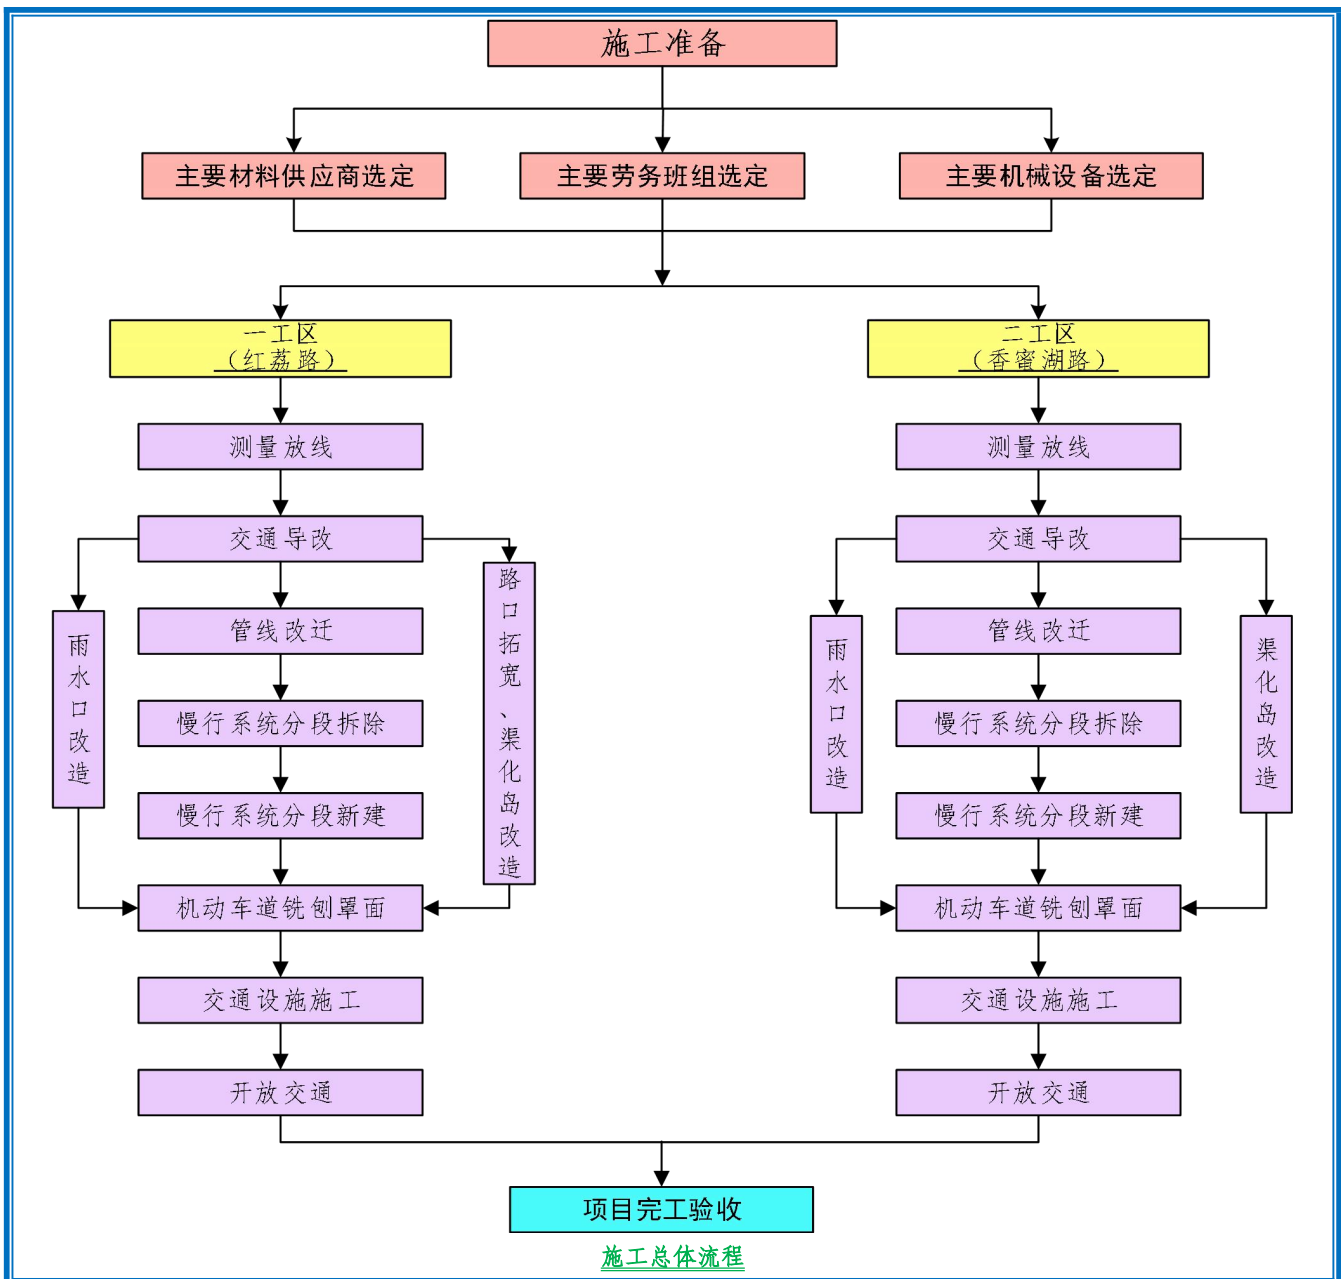 施工准备
主要材料供应商选定
主要劳务班组选定
主要机械设备选定
一工区
（红荔路）
二工区
（香蜜湖路）
测量放线
测量放线
交通导改
交通导改
雨水口改造
管线改迁
路口拓宽、渠化岛改造
雨水口改造
管线改迁
渠化岛改造
慢行系统分段拆除
慢行系统分段拆除
慢行系统分段新建
慢行系统分段新建
机动车道铣刨罩面
机动车道铣刨罩面
交通设施施工
交通设施施工
开放交通
开放交通
项目完工验收
施工总体流程